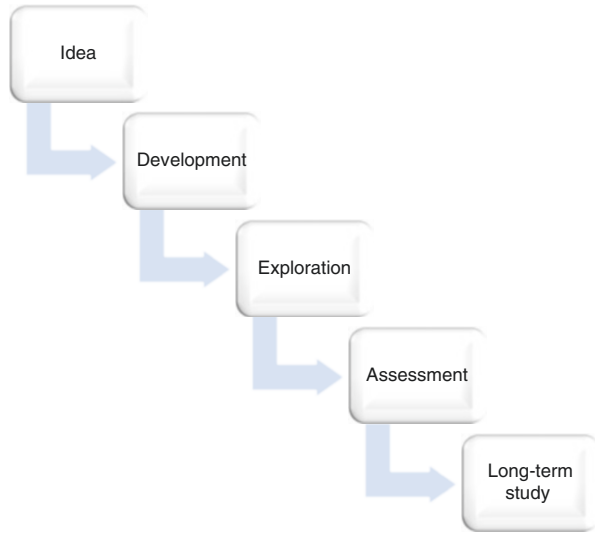 Idea
Development
Exploration
Assessment
Long-term
study